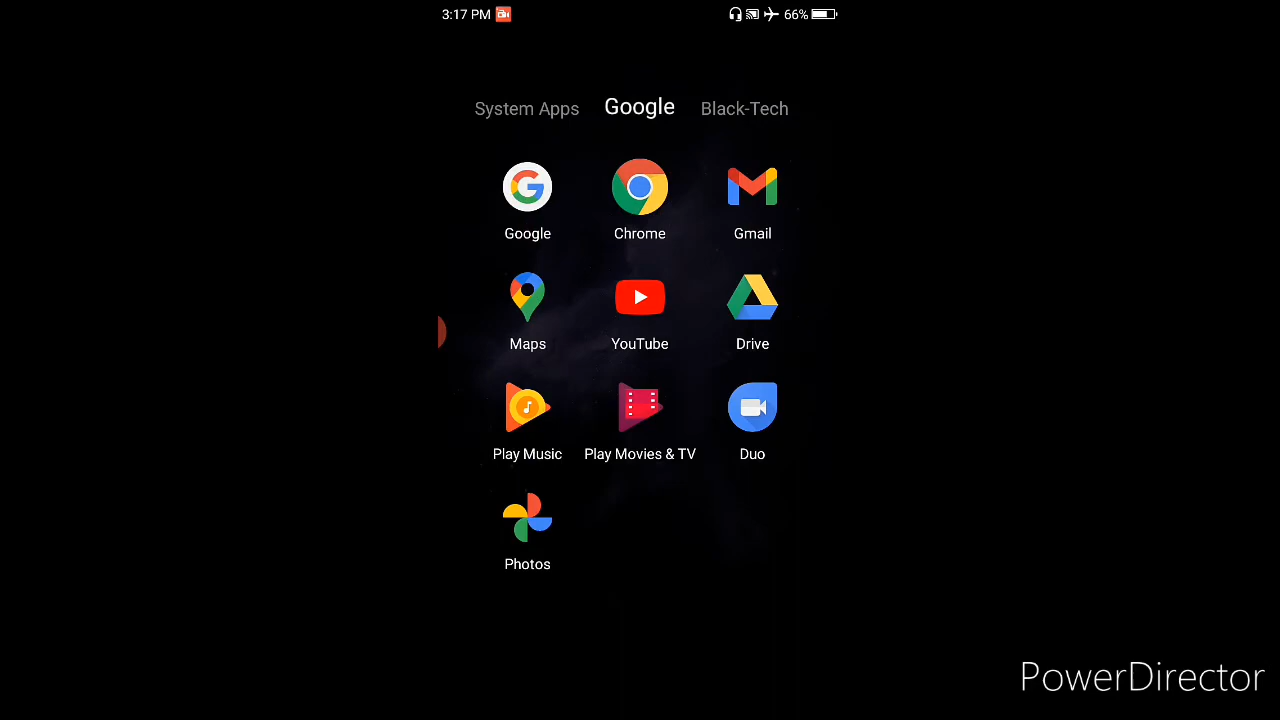 3:17 PM 66%
System Apps Google Black-Tech
Google Chrome Gmail
Maps YouTube Drive
Play Music Play Movies & TV Duo
Photos
PowerDirector